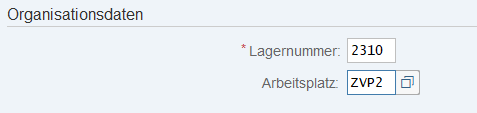 Organisationsdaten
* Lagernummer: 2310
Arbeitsplatz: ZVP2